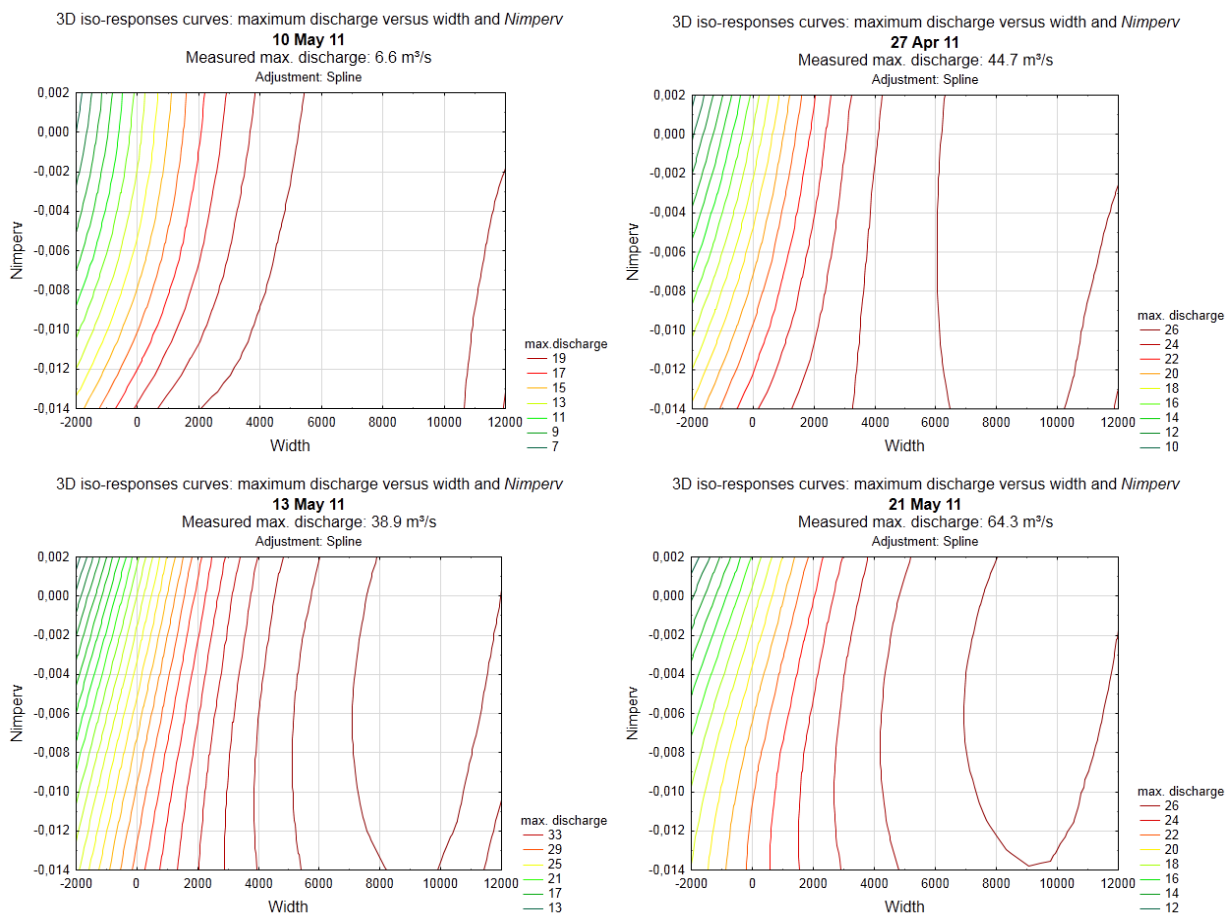 3D iso-responses curves: maximum discharge versus width and Nimperv
10 May 11
Measured max. discharge: 6.6 m³/s
Adjustment: Spline
0,002
0,000
-0,002
-0,004
-0,006
-0,008
-0,010
-0,012
-0,014
Nimperv
-2000 0 2000 4000 6000 8000 10000 12000
Width
max.discharge
19
17
15
13
11
9
7
3D iso-responses curves: maximum discharge versus width and Nimperv
27 Apr 11
Measured max. discharge: 44.7 m³/s
Adjustment: Spline
0,002
0,000
-0,002
-0,004
-0,006
-0,008
-0,010
-0,012
-0,014
Nimperv
-2000 0 2000 4000 6000 8000 10000 12000
Width
max. discharge
26
24
22
20
18
16
14
12
10
3D iso-responses curves: maximum discharge versus width and Nimperv
13 May 11
Measured max. discharge: 38.9 m³/s
Adjustment: Spline
0,002
0,000
-0,002
-0,004
-0,006
-0,008
-0,010
-0,012
-0,014
Nimperv
-2000 0 2000 4000 6000 8000 10000 12000
Width
max. discharge
33
29
25
21
17
13
3D iso-responses curves: maximum discharge versus width and Nimperv
21 May 11
Measured max. discharge: 64.3 m³/s
Adjustment: Spline
0,002
0,000
-0,002
-0,004
-0,006
-0,008
-0,010
-0,012
-0,014
Nimperv
-2000 0 2000 4000 6000 8000 10000 12000
Width
max. discharge
26
24
22
20
18
16
14
12